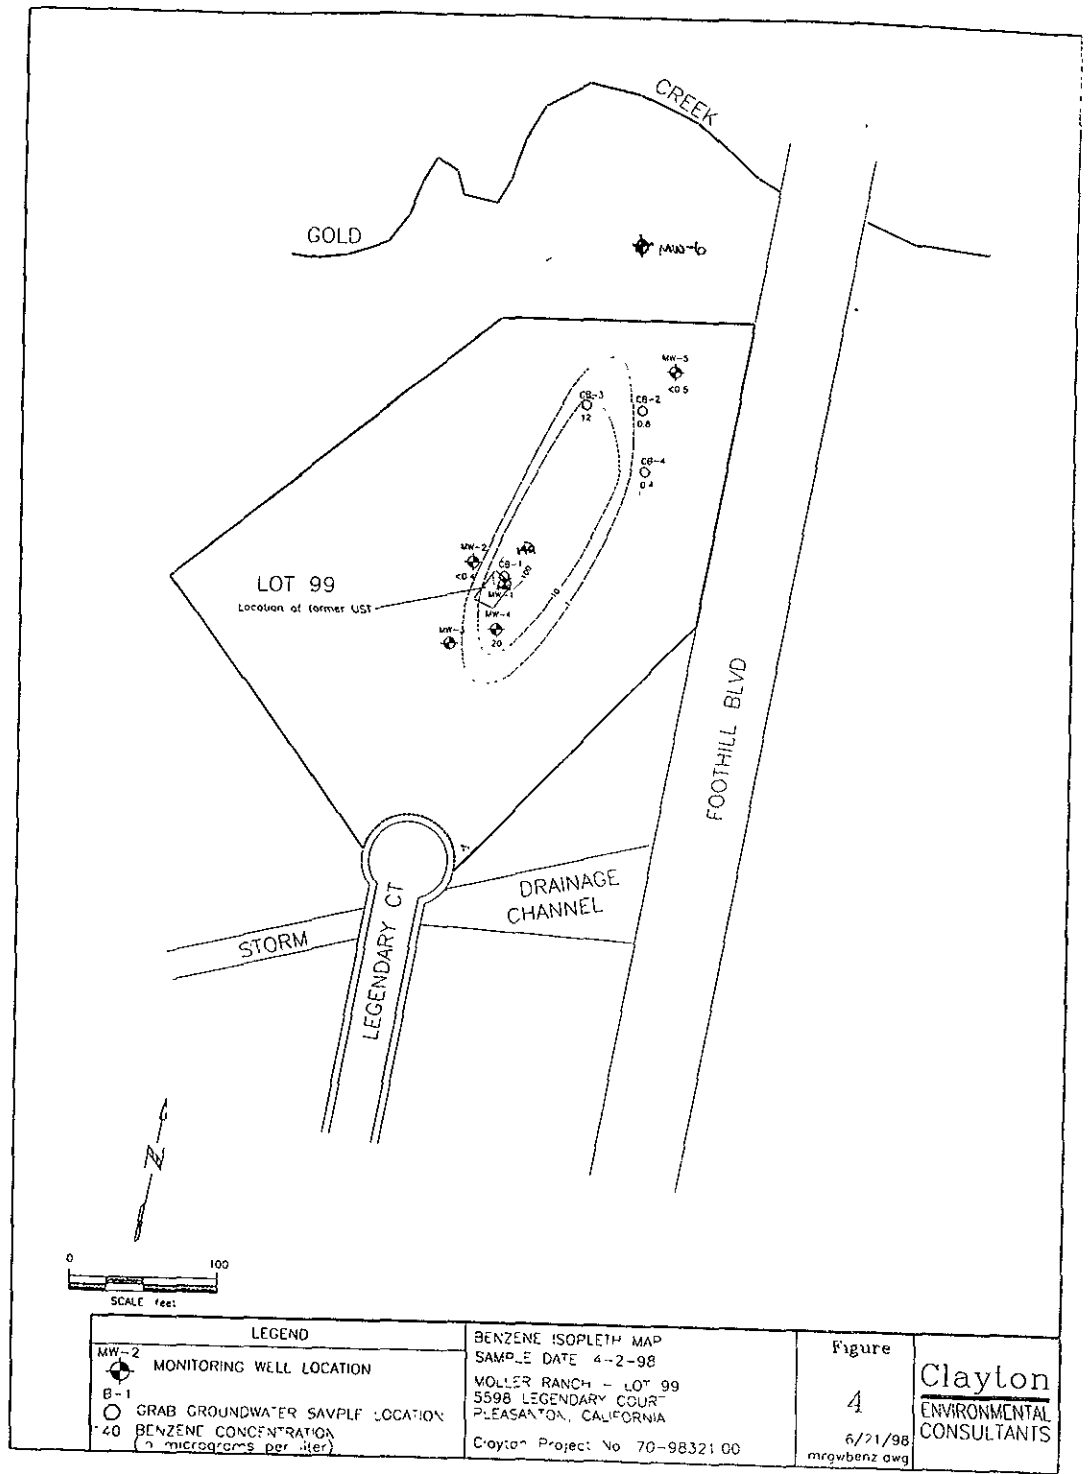 CREEK
GOLD
MW-6
MW-5
<0.5
CB-3
12
CB-2
0.8
CB-4
0.4
MW-2
<0.4
CB-1
100
MW-1
LOT 99
Location of former UST
MW-4
20
MW-3
10
1
FOOTHILL BLVD
DRAINAGE
CHANNEL
STORM
LEGENDARY CT
N
0 100
SCALE feet
LEGEND
MW-2
MONITORING WELL LOCATION
B-1
GRAB GROUNDWATER SAMPLE LOCATION
40 BENZENE CONCENTRATION
(in micrograms per liter)
BENZENE ISOPLETH MAP
SAMPLE DATE 4-2-98
MOLLER RANCH - LOT 99
5598 LEGENDARY COURT
PLEASANTON, CALIFORNIA
Clayton Project No 70-98321 00
Figure
4
6/21/98
mrgwbenz dwg
Clayton
ENVIRONMENTAL
CONSULTANTS